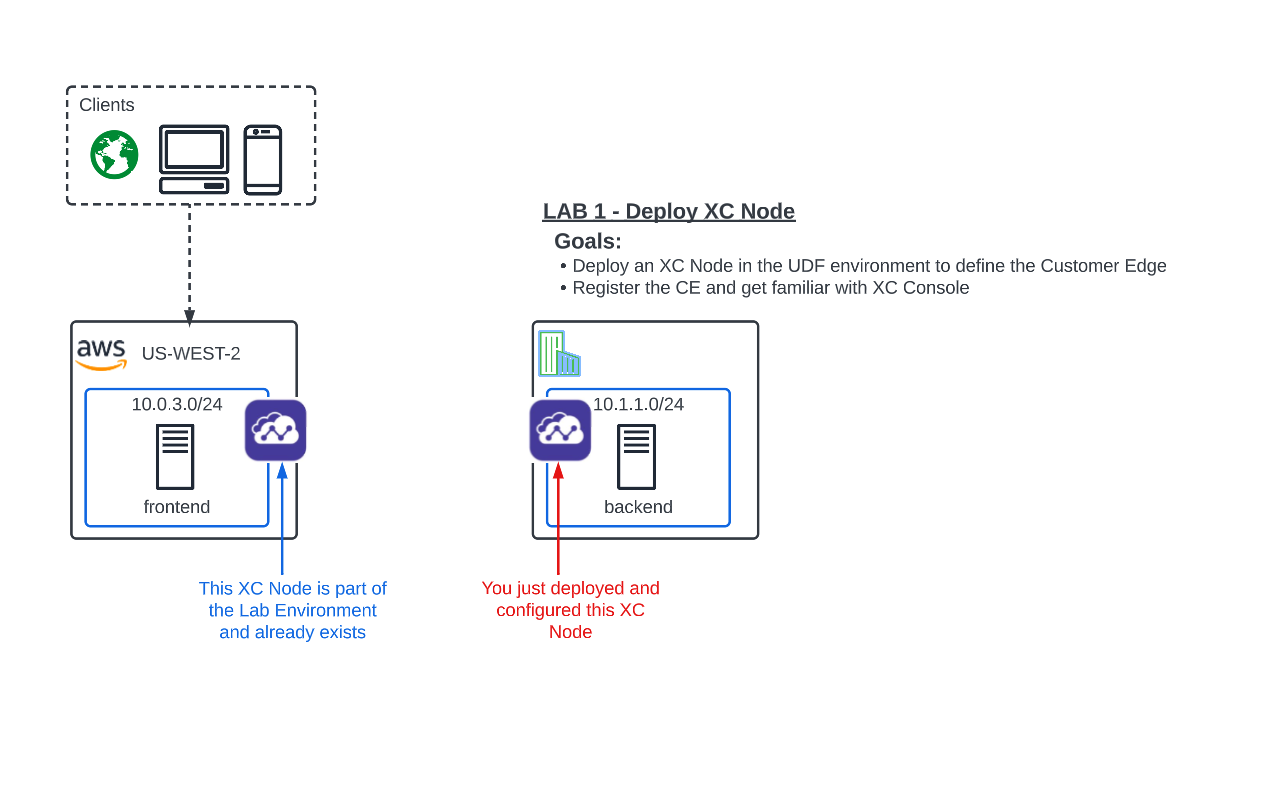 Clients
LAB 1 - Deploy XC Node
Goals:
• Deploy an XC Node in the UDF environment to define the Customer Edge
• Register the CE and get familiar with XC Console
aws
US-WEST-2
10.0.3.0/24
frontend
10.1.1.0/24
backend
This XC Node is part of
the Lab Environment
and already exists
You just deployed and
configured this XC
Node